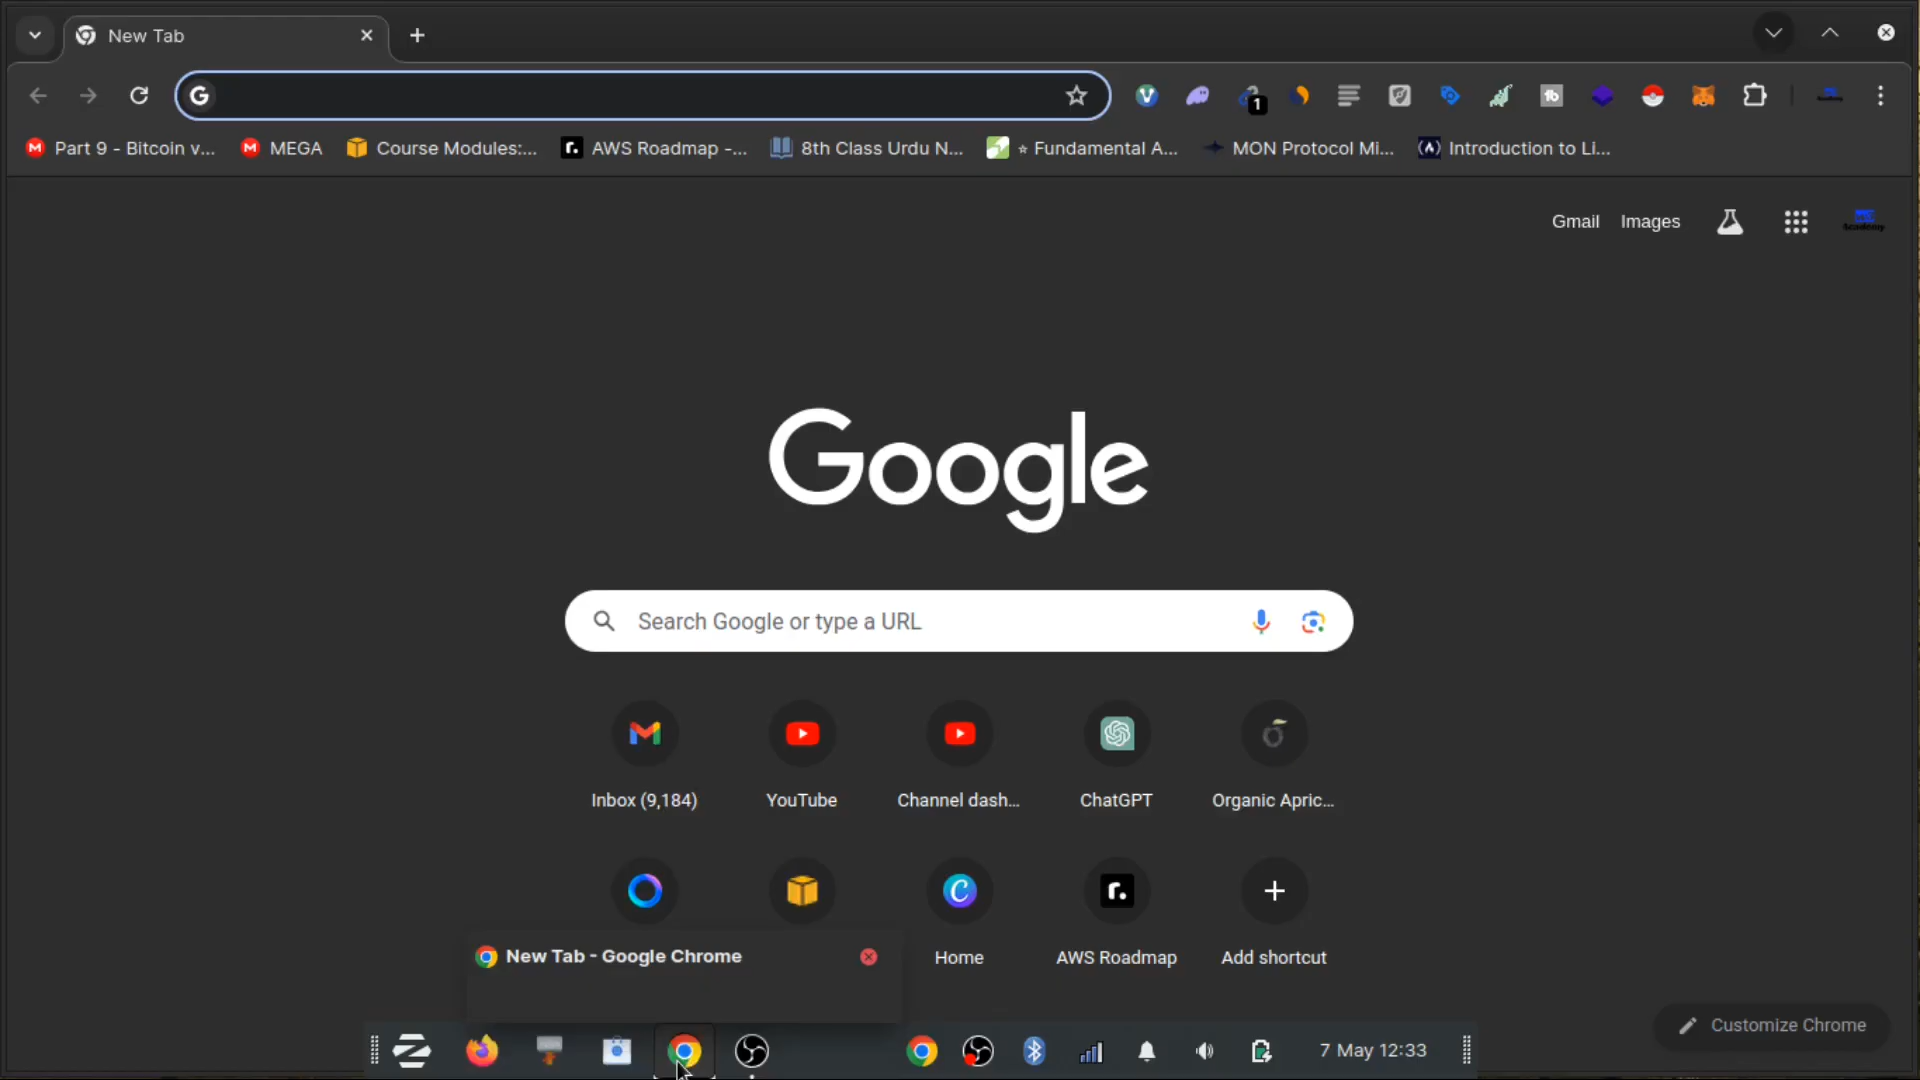 New Tab
1
Part 9 - Bitcoin v...
MEGA
Course Modules:...
AWS Roadmap -...
8th Class Urdu N...
⭐ Fundamental A...
MON Protocol Mi...
Introduction to Li...
Gmail
Images
Academy
Google
Search Google or type a URL
Inbox (9,184)
YouTube
Channel dash...
ChatGPT
Organic Apric...
Home
AWS Roadmap
Add shortcut
New Tab - Google Chrome
Customize Chrome
7 May 12:33